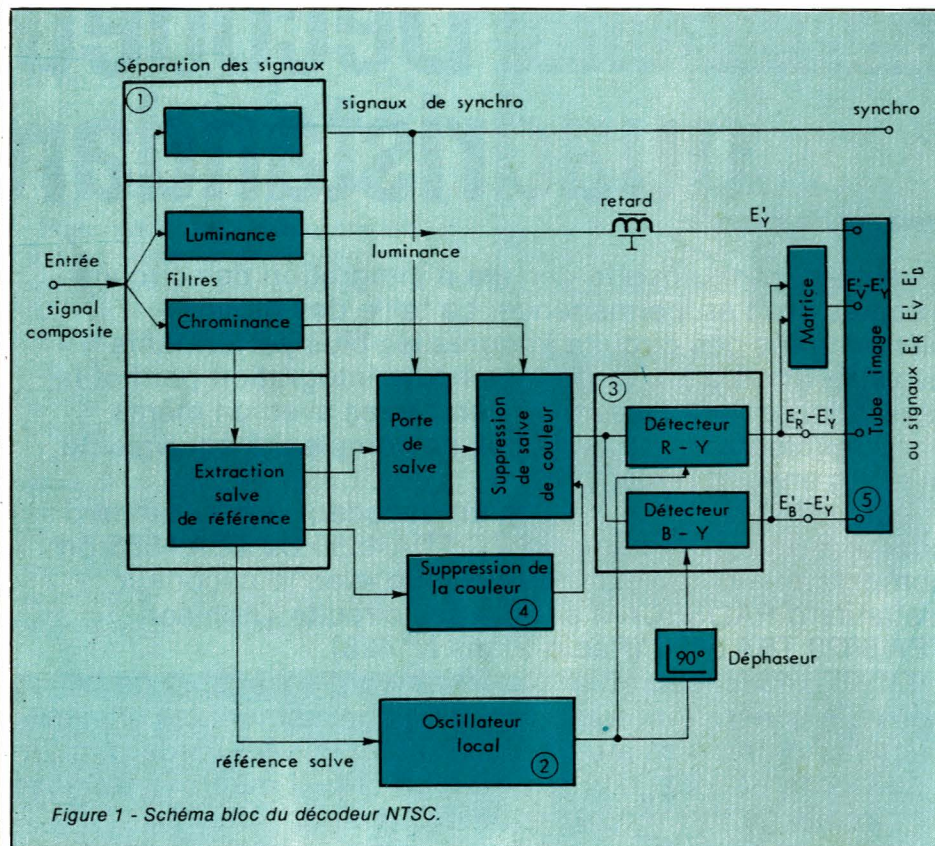 Séparation des signaux
1
signaux de synchro
synchro
retard
E'Y
Luminance
luminance
Entrée
signal
composite
filtres
Chrominance
Matrice
E'V-E'Y
Tube image
ou signaux E'R E'V E'B
3
Porte
de
salve
Suppression
de salve
de couleur
Détecteur
R - Y
E'R-E'Y
Extraction
salve
de référence
Détecteur
B - Y
E'B-E'Y
5
Suppression de
la couleur
4
90°
Déphaseur
Oscillateur
local
2
référence salve
Figure 1 - Schéma bloc du décodeur NTSC.